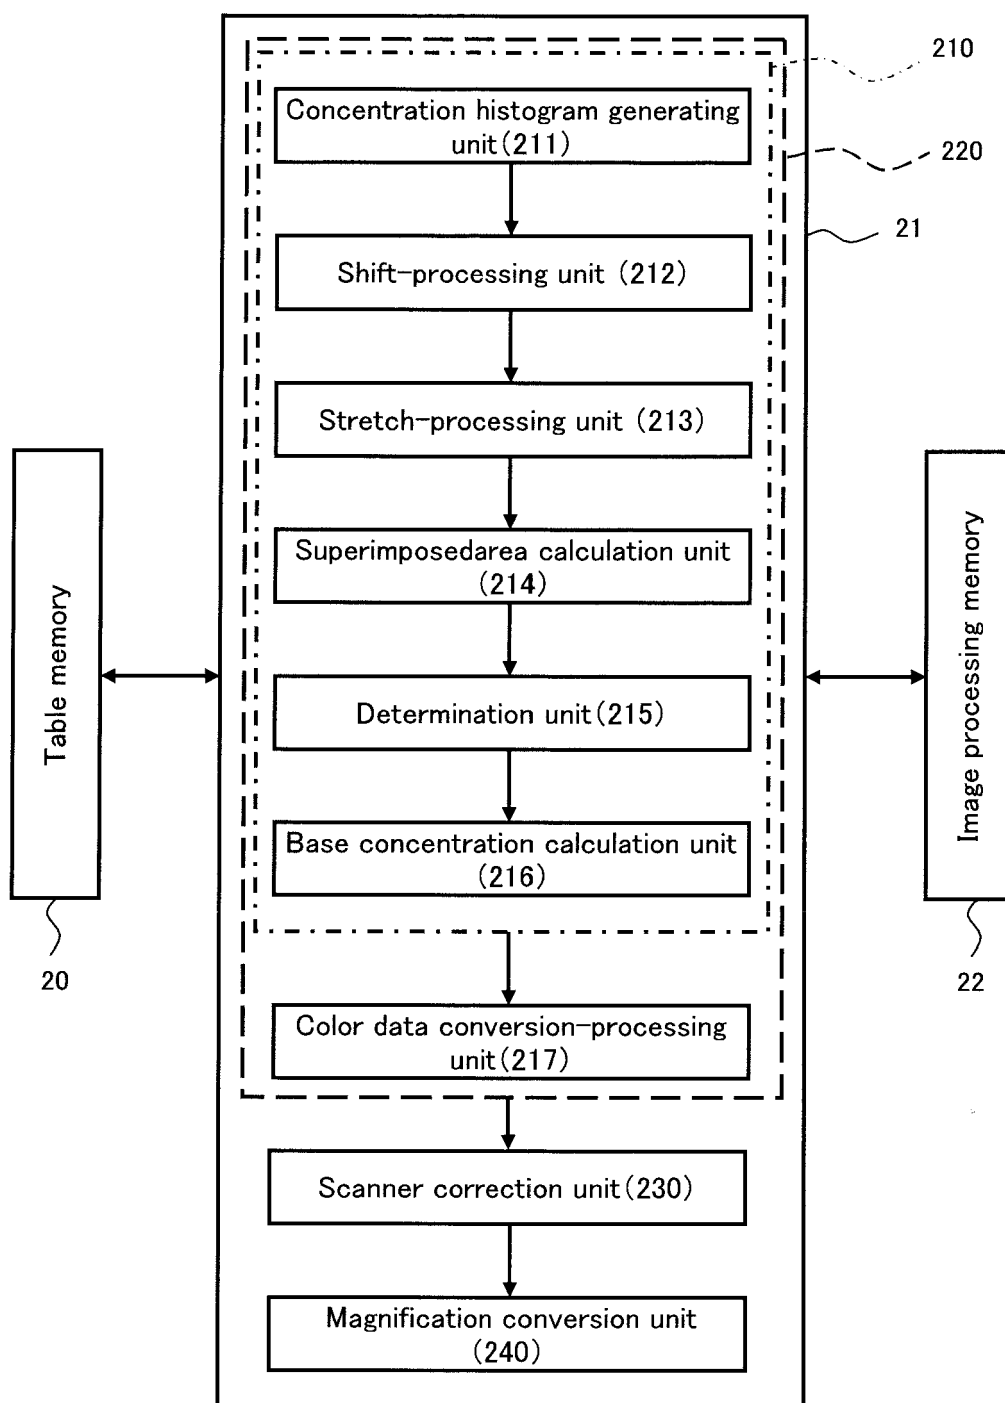 210
Concentration histogram generating
unit(211)
220
21
Shift-processing unit (212)
Stretch-processing unit (213)
Superimposedarea calculation unit
(214)
Table memory
Image processing memory
Determination unit(215)
Base concentration calculation unit
(216)
20
22
Color data conversion-processing
unit(217)
Scanner correction unit(230)
Magnification conversion unit
(240)